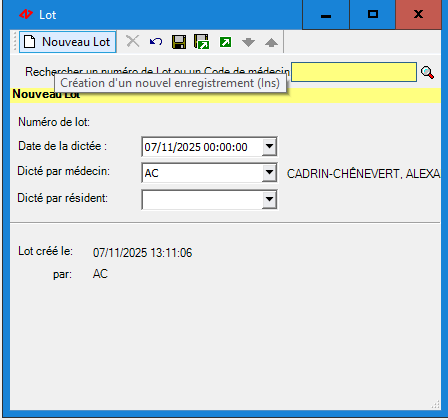 Lot
Nouveau Lot
Rechercher un numéro de Lot ou un Code de médecin
Création d'un nouvel enregistrement (Ins)
Nouveau Lot
Numéro de lot:
Date de la dictée : 07/11/2025 00:00:00
Dicté par médecin: AC CADRIN-CHÊNEVERT, ALEXA
Dicté par résident:
Lot créé le: 07/11/2025 13:11:06
par: AC